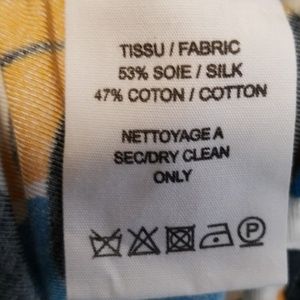 TISSU / FABRIC
53% SOIE / SILK
47% COTON / COTTON
NETTOYAGE A
SEC/DRY CLEAN
ONLY
P